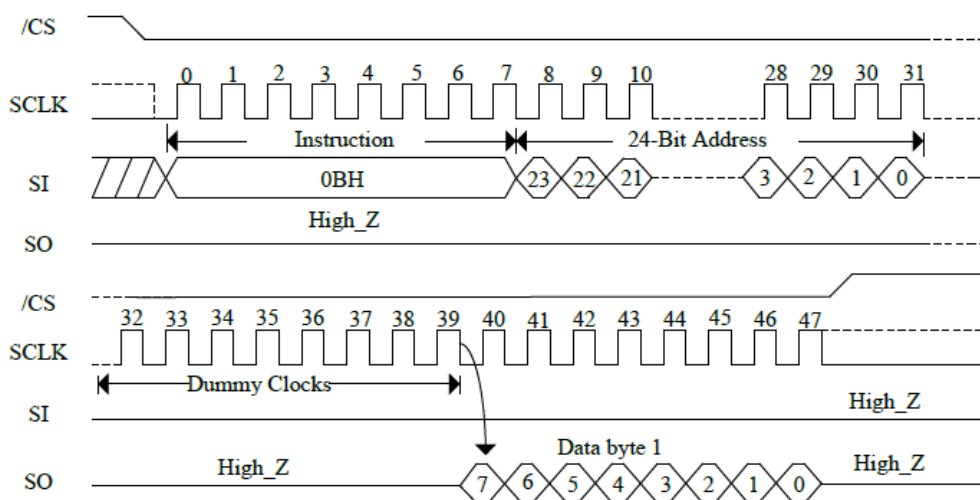 /CS
0 1 2 3 4 5 6 7 8 9 10 28 29 30 31
SCLK
Instruction 24-Bit Address
SI 0BH 23 22 21 3 2 1 0
High_Z
SO
/CS
32 33 34 35 36 37 38 39 40 41 42 43 44 45 46 47
SCLK
Dummy Clocks
SI High_Z
Data byte 1
SO High_Z 7 6 5 4 3 2 1 0 High_Z